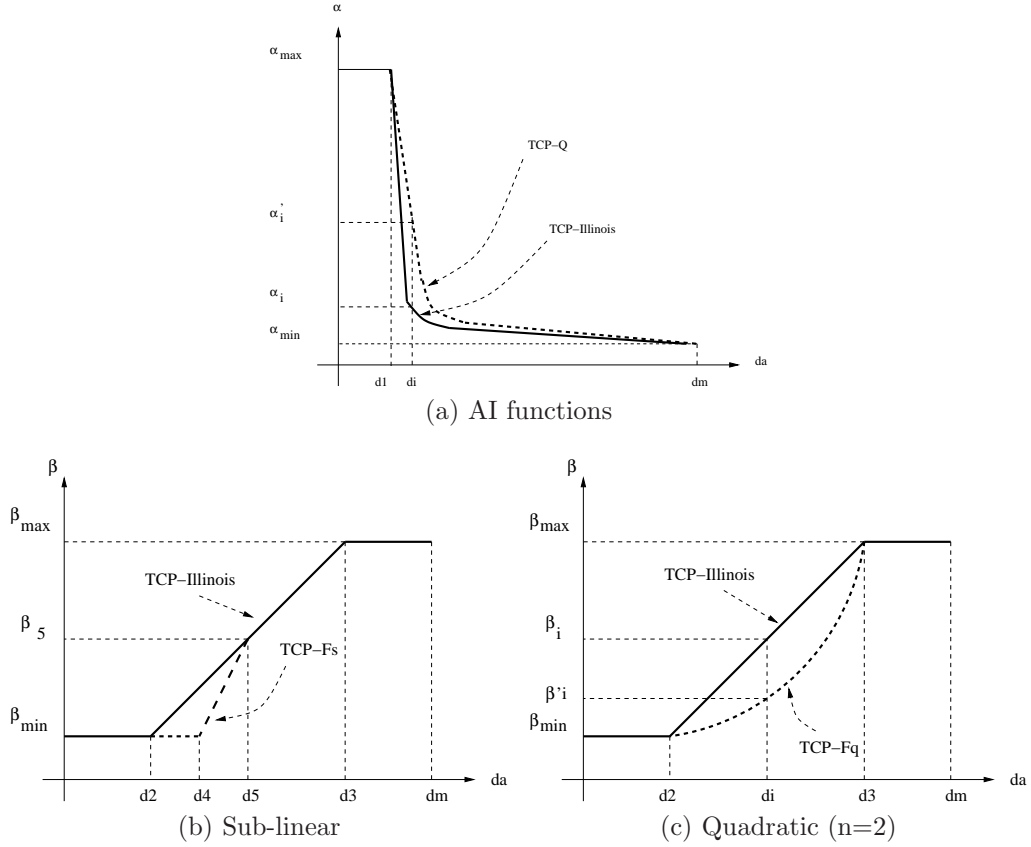 α
α max
TCP–Q
α i '
TCP–Illinois
α i
α min
d1 di dm da
(a) AI functions
β
β max
TCP–Illinois
β 5
TCP–Fs
β min
d2 d4 d5 d3 dm da
(b) Sub-linear
β
β max
TCP–Illinois
β i
β' i
β min
TCP–Fq
d2 di d3 dm da
(c) Quadratic (n=2)